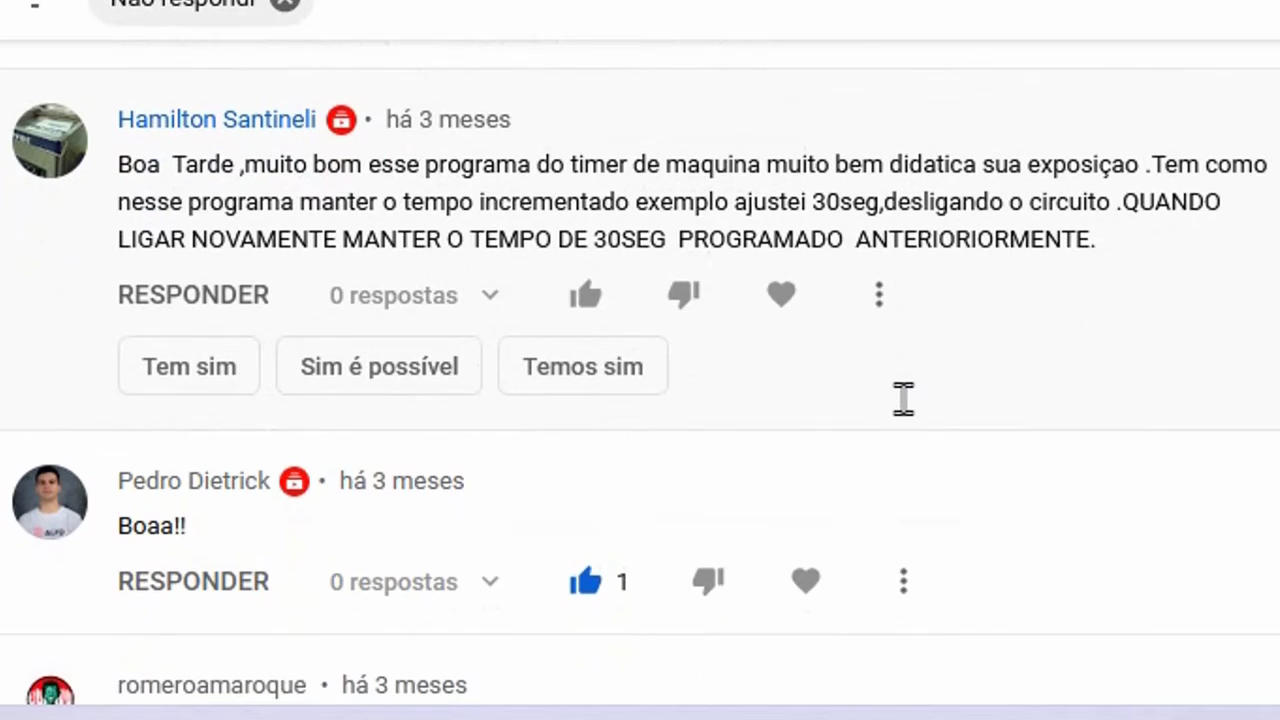 Não respondi
Hamilton Santineli • há 3 meses
Boa Tarde ,muito bom esse programa do timer de maquina muito bem didatica sua exposiçao .Tem como
nesse programa manter o tempo incrementado exemplo ajustei 30seg,desligando o circuito .QUANDO
LIGAR NOVAMENTE MANTER O TEMPO DE 30SEG PROGRAMADO ANTERIORIORMENTE.
RESPONDER 0 respostas
Tem sim Sim é possível Temos sim
Pedro Dietrick • há 3 meses
Boaa!!
RESPONDER 0 respostas 1
romeroamaroque • há 3 meses